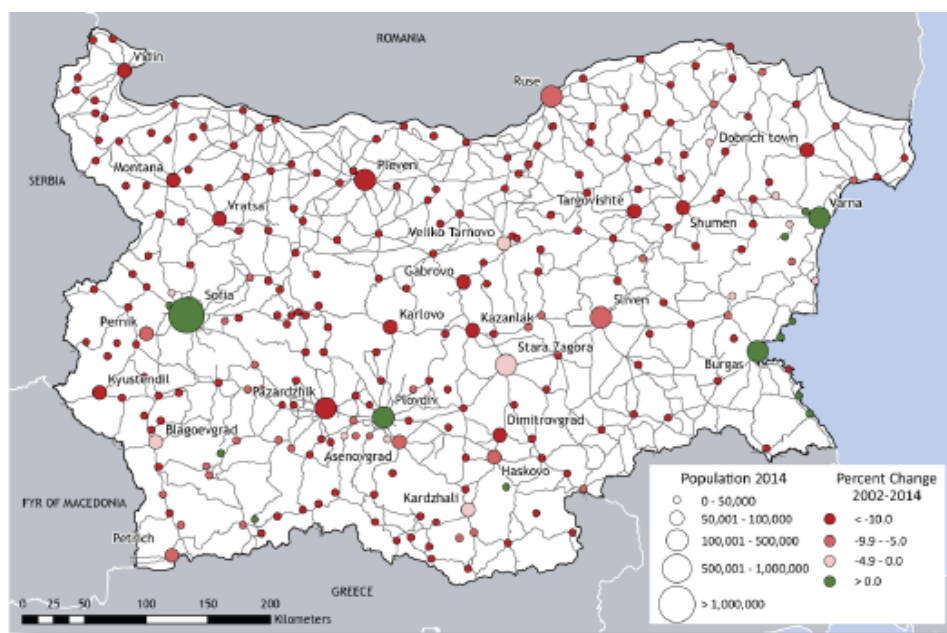 ROMANIA
Vidin
Ruse
Dobrich town
Montana
Pleven
SERBIA
Vratsa
Targovishte
Shumen
Varna
Veliko Tarnovo
Gabrovo
Sofia
Sliven
Pernik
Karlovo
Kazanlak
Stara Zagora
Burgas
Kyustendil
Pazardzhik
Plovdiv
Dimitrovgrad
Blagoevgrad
Asenovgrad
Haskovo
FYR OF MACEDONIA
Kardzhali
Petrich
GREECE
Population 2014
0 - 50,000
50,001 - 100,000
100,001 - 500,000
500,001 - 1,000,000
> 1,000,000
Percent Change
2002-2014
< -10.0
-9.9 - -5.0
-4.9 - 0.0
> 0.0
0 50 100 150 200
Kilometers